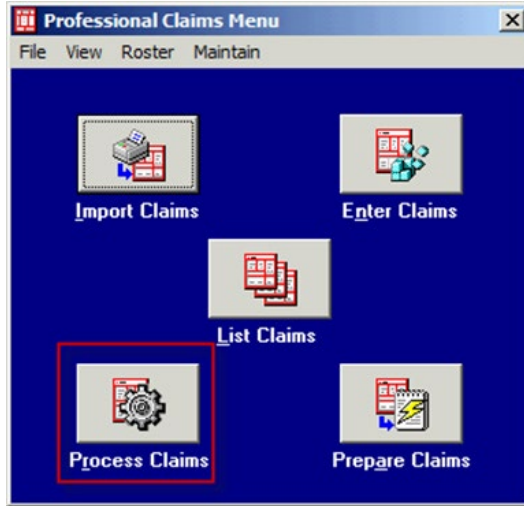 Professional Claims Menu
File View Roster Maintain
Import Claims
Enter Claims
List Claims
Process Claims
Prepare Claims